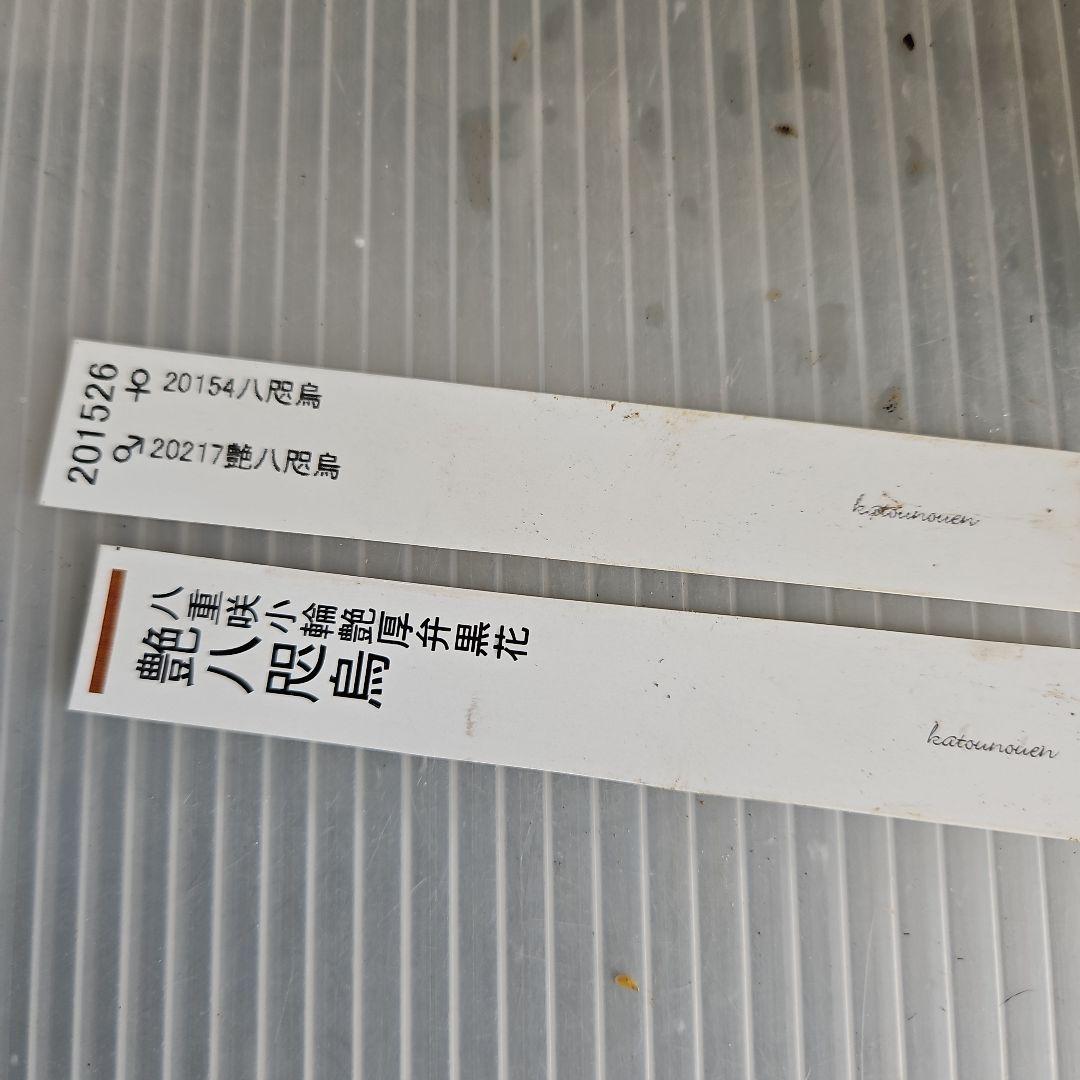 201526
♀ 20154八咫烏
♂ 20217艶八咫烏
katounouen
八重咲小輪艶厚弁黒花
艶八咫烏
katounouen